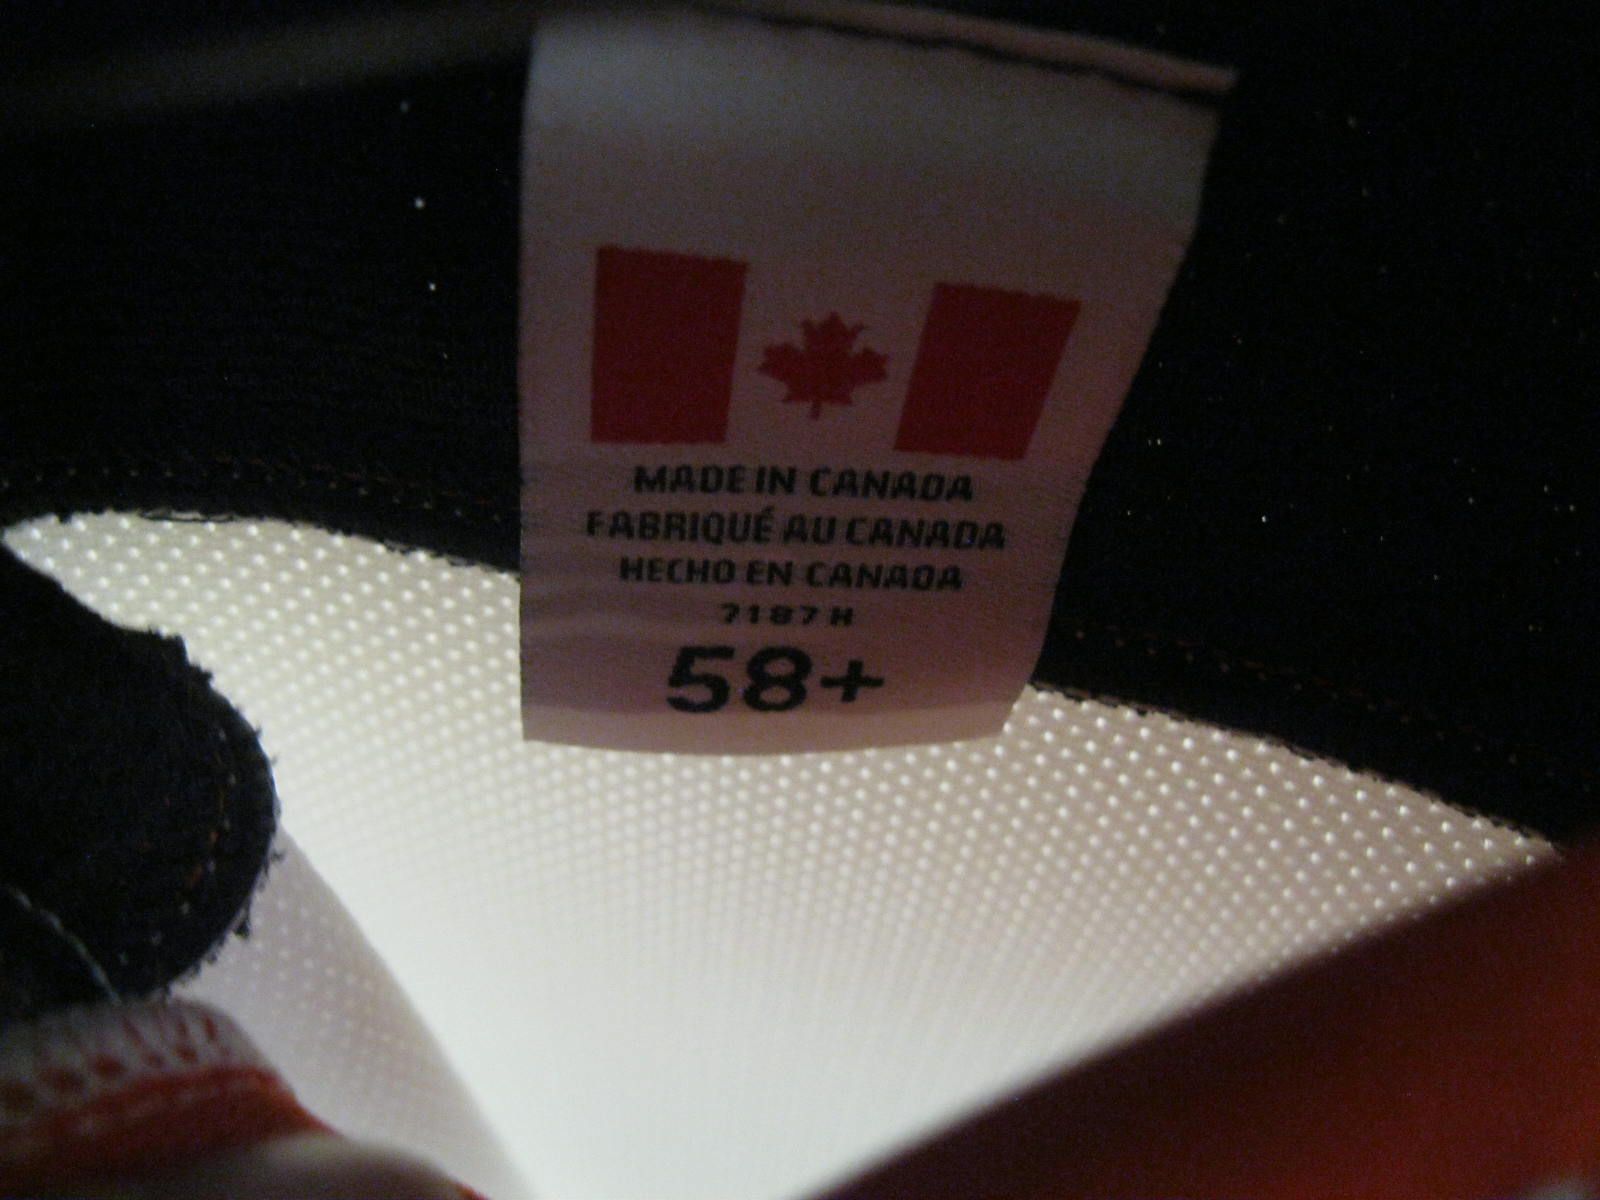 MADE IN CANADA
FABRIQUÉ AU CANADA
HECHO EN CANADA
7187 H
58+